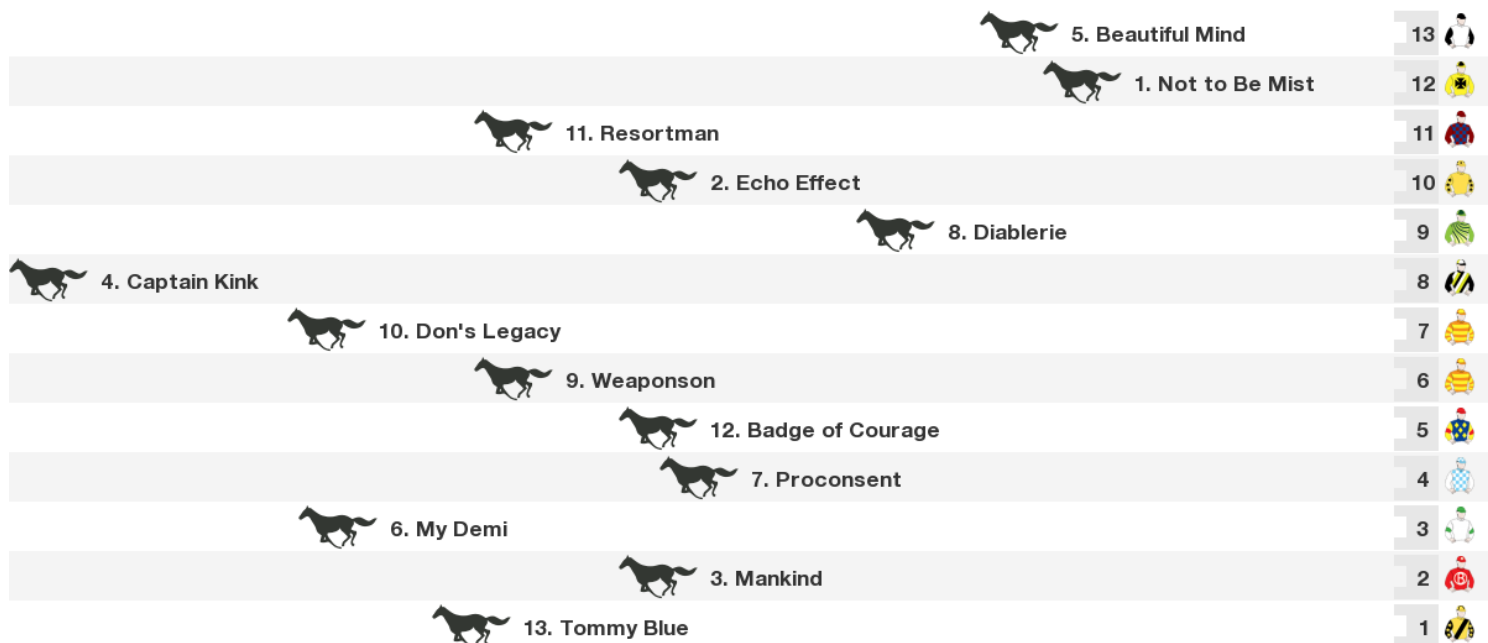 5. Beautiful Mind 13
1. Not to Be Mist 12
11. Resortman 11
2. Echo Effect 10
8. Diablerie 9
4. Captain Kink 8
10. Don's Legacy 7
9. Weaponson 6
12. Badge of Courage 5
7. Proconsent 4
6. My Demi 3
3. Mankind 2
13. Tommy Blue 1